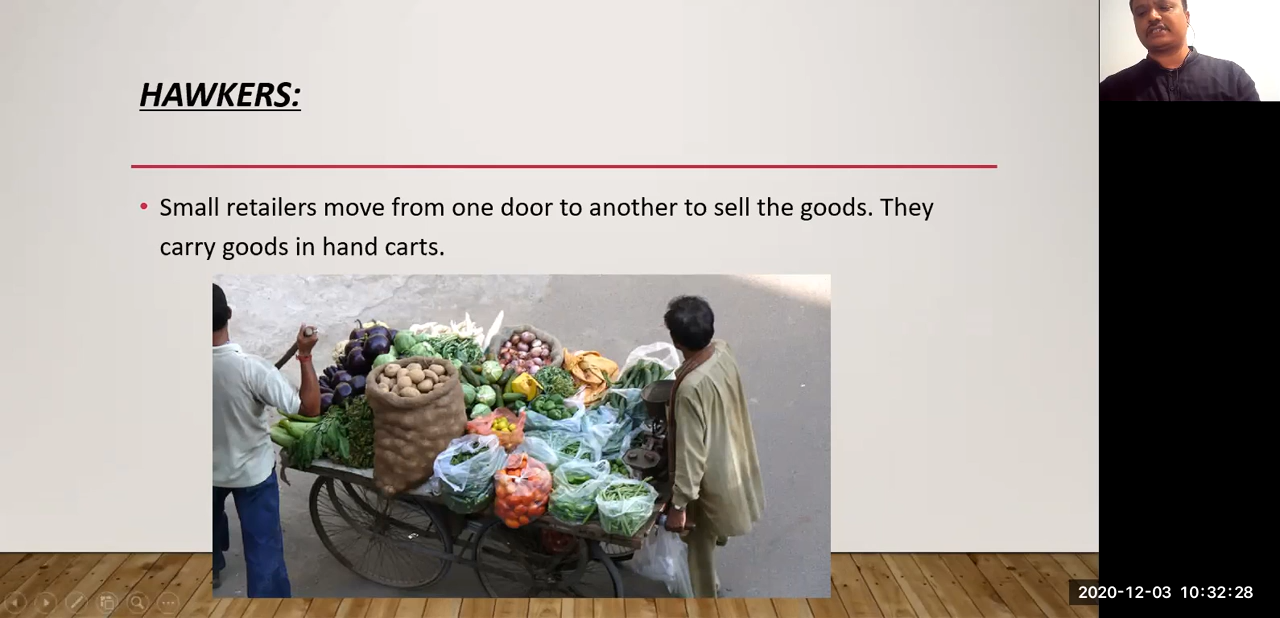 HAWKERS:
• Small retailers move from one door to another to sell the goods. They
carry goods in hand carts.
2020-12-03 10:32:28